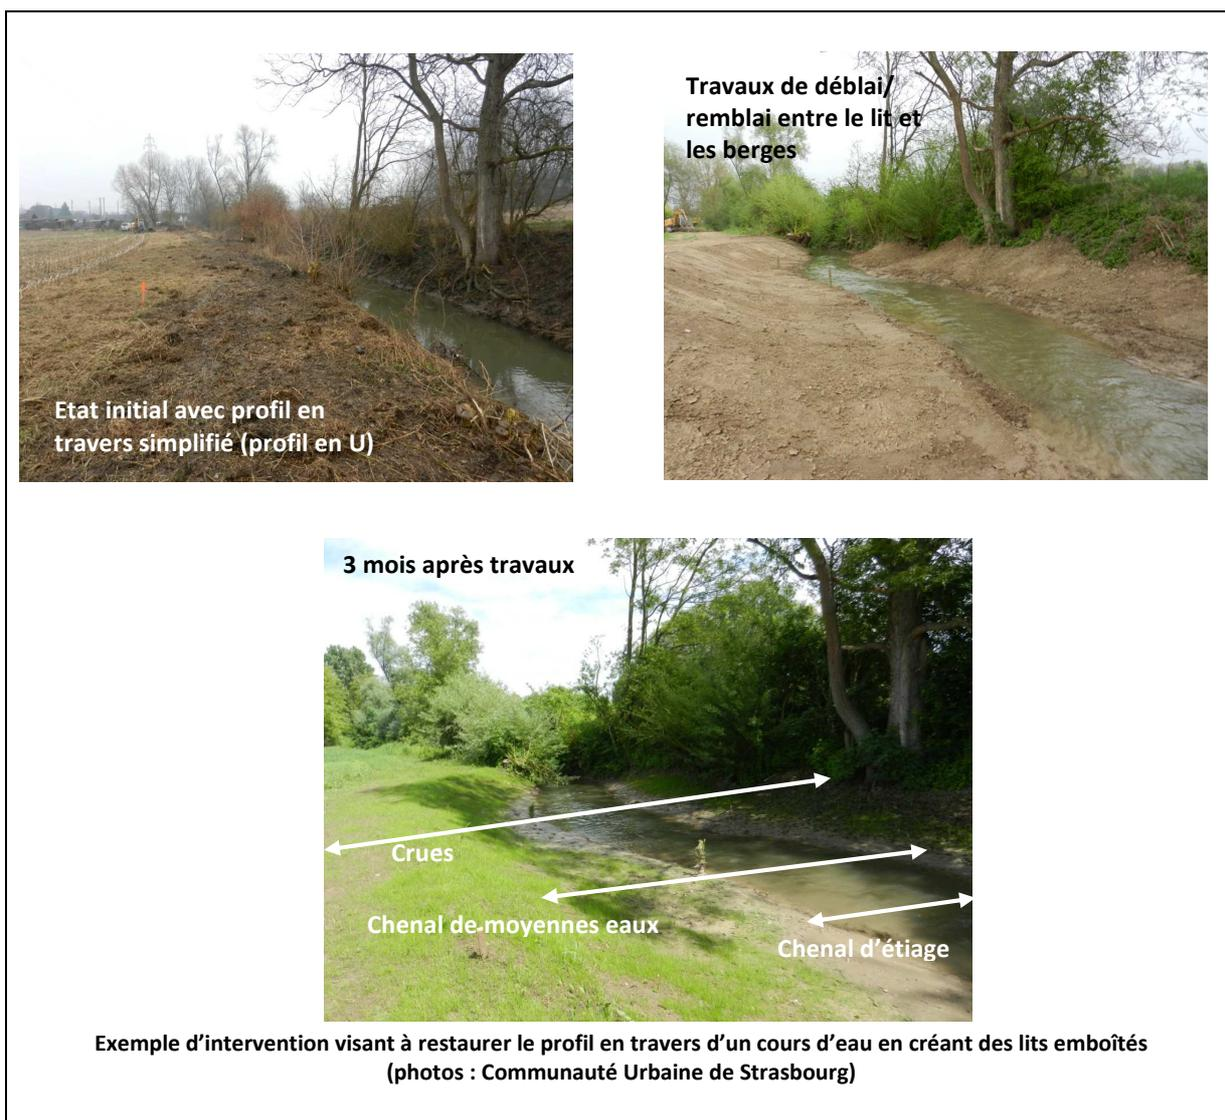 Etat initial avec profil en
travers simplifié (profil en U)
Travaux de déblai/
remblai entre le lit et
les berges
3 mois après travaux
Crues
Chenal de moyennes eaux
Chenal d’étiage
Exemple d’intervention visant à restaurer le profil en travers d’un cours d’eau en créant des lits emboîtés
(photos : Communauté Urbaine de Strasbourg)